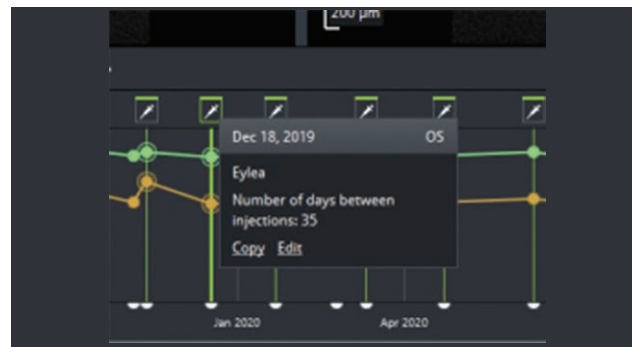 200 µm
Dec 18, 2019 OS
Eylea
Number of days between
injections: 35
Copy Edit
Jan 2020 Apr 2020